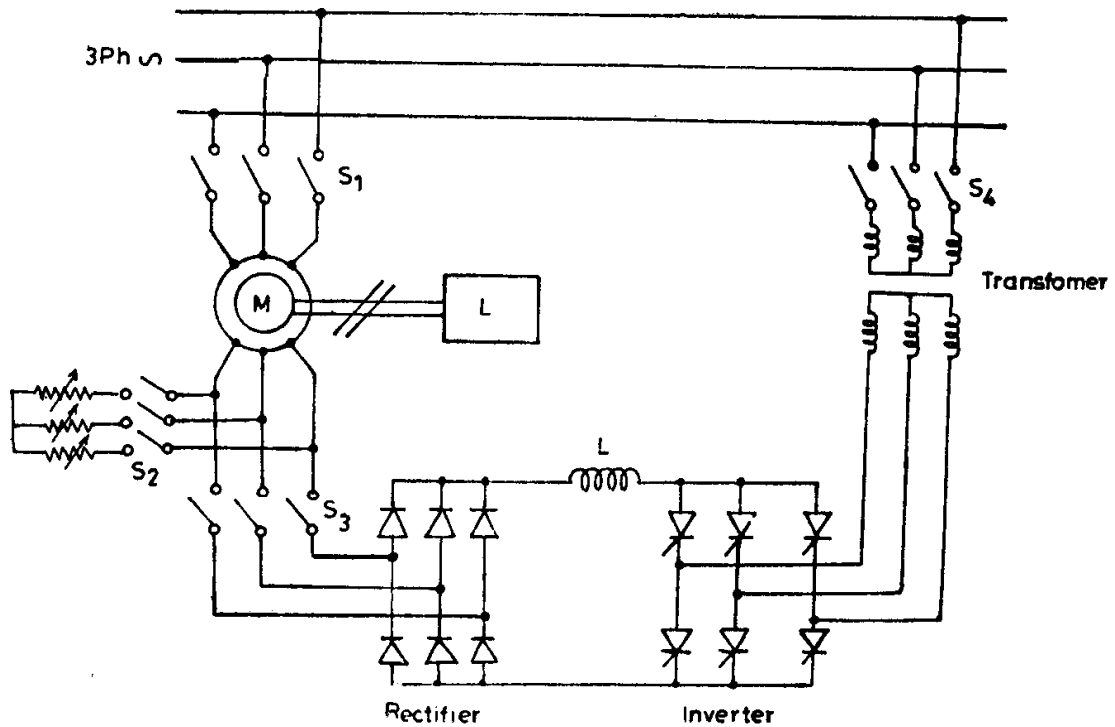 3Ph ∿
S1
S4
Transfomer
M
L
S2
L
S3
Rectifier
Inverter